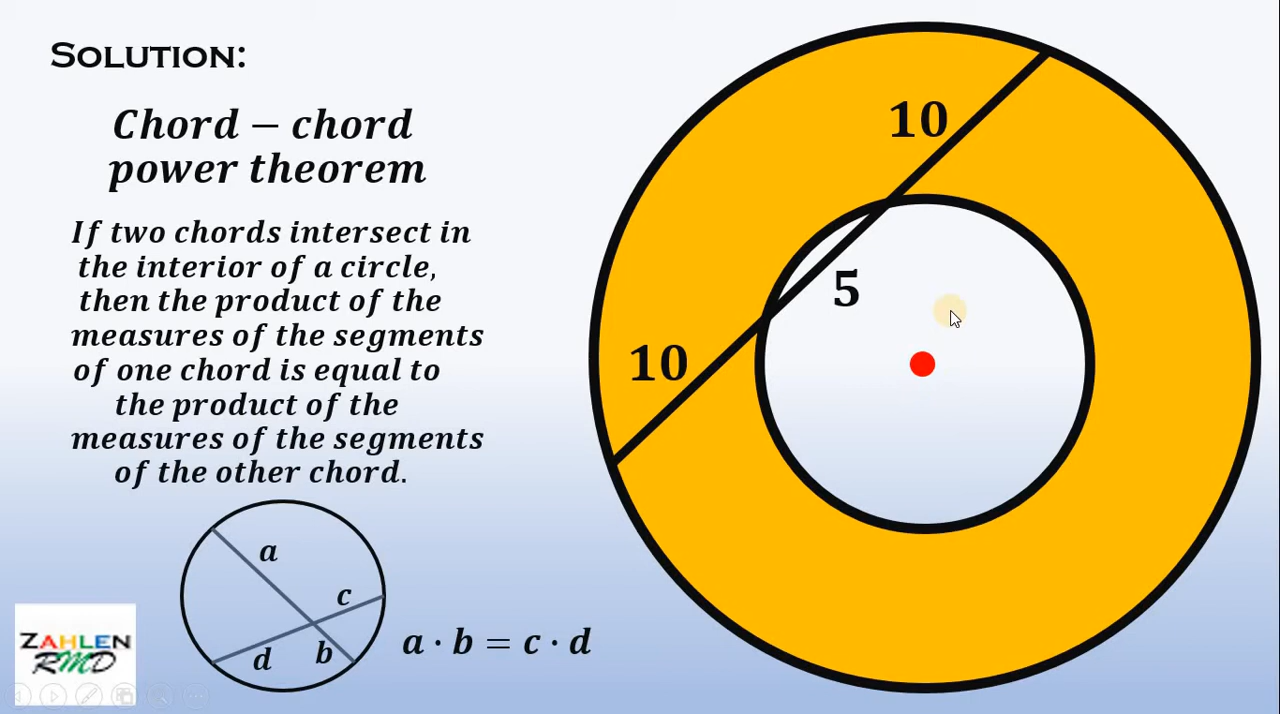 SOLUTION:
Chord – chord
power theorem
If two chords intersect in
the interior of a circle,
then the product of the
measures of the segments
of one chord is equal to
the product of the
measures of the segments
of the other chord.
10
5
10
a
c
d
b
a · b = c · d
ZAHLEN
RMD